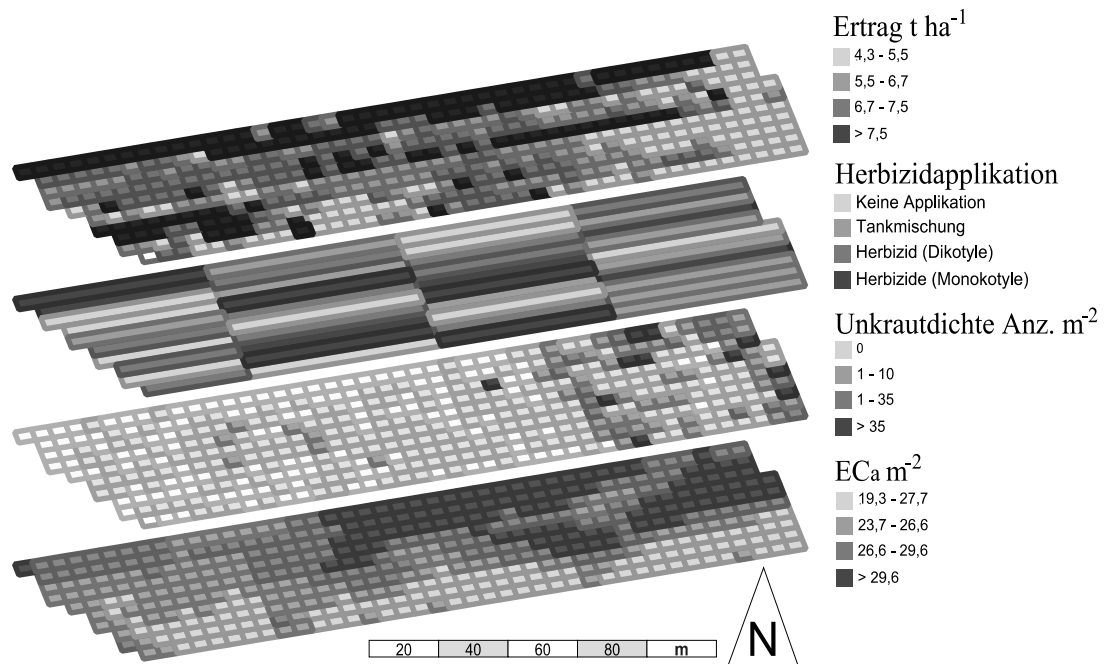 Ertrag t ha-1
4,3 - 5,5
5,5 - 6,7
6,7 - 7,5
> 7,5
Herbizidapplikation
Keine Applikation
Tankmischung
Herbizid (Dikotyle)
Herbizide (Monokotyle)
Unkrautdichte Anz. m-2
0
1 - 10
1 - 35
> 35
ECa m-2
19,3 - 27,7
23,7 - 26,6
26,6 - 29,6
> 29,6
20 40 60 80 m
N